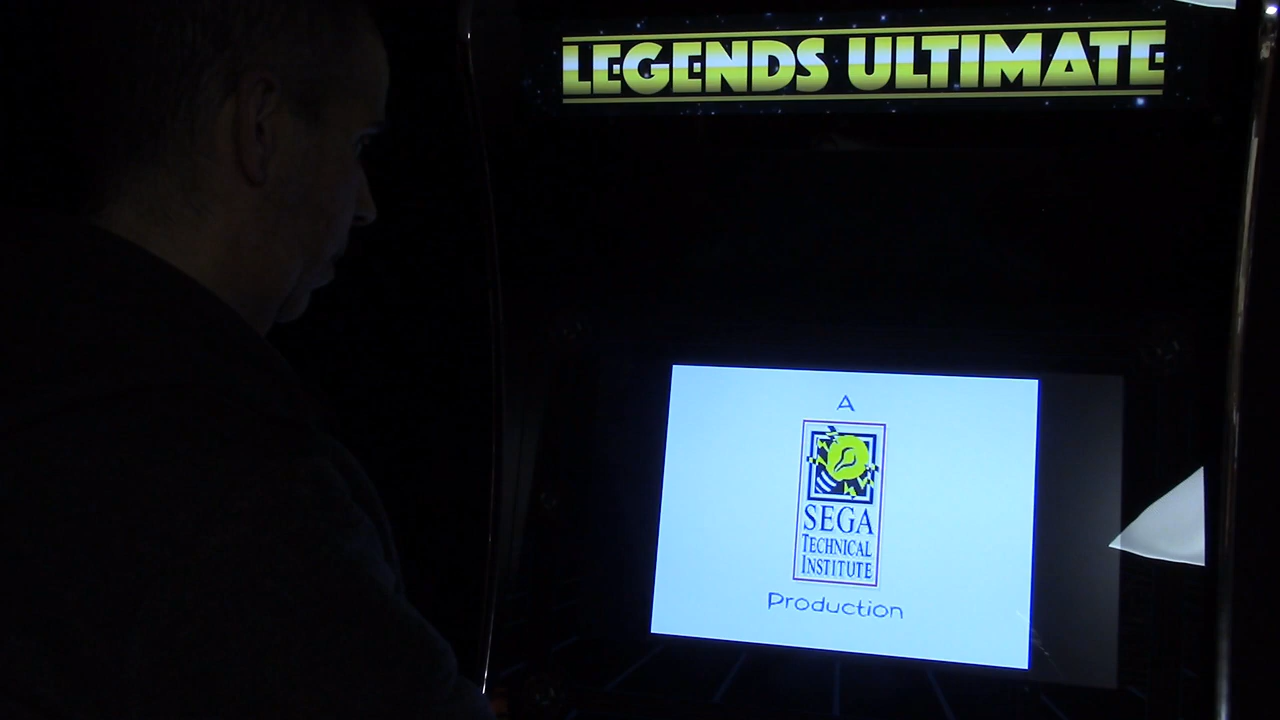 LEGENDS ULTIMATE
A
SEGA
TECHNICAL
INSTITUTE
Production